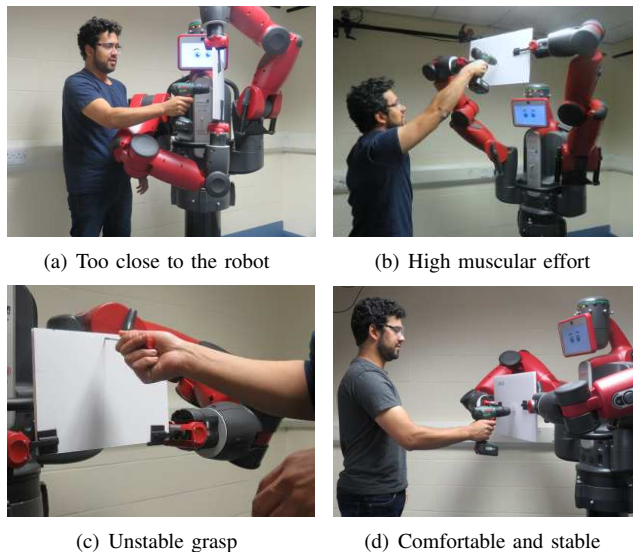 (a) Too close to the robot
(b) High muscular effort
(c) Unstable grasp
(d) Comfortable and stable